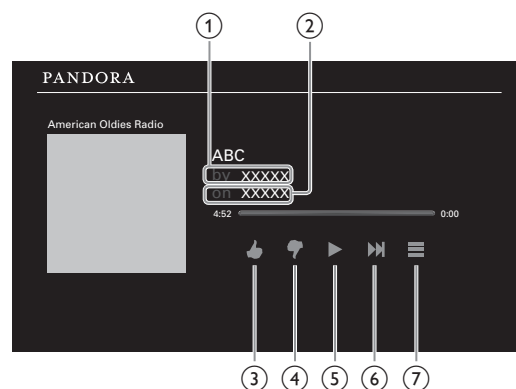 ① ②
PANDORA
American Oldies Radio
ABC
by XXXXX
on XXXXX
4:52 0:00
③ ④ ⑤ ⑥ ⑦